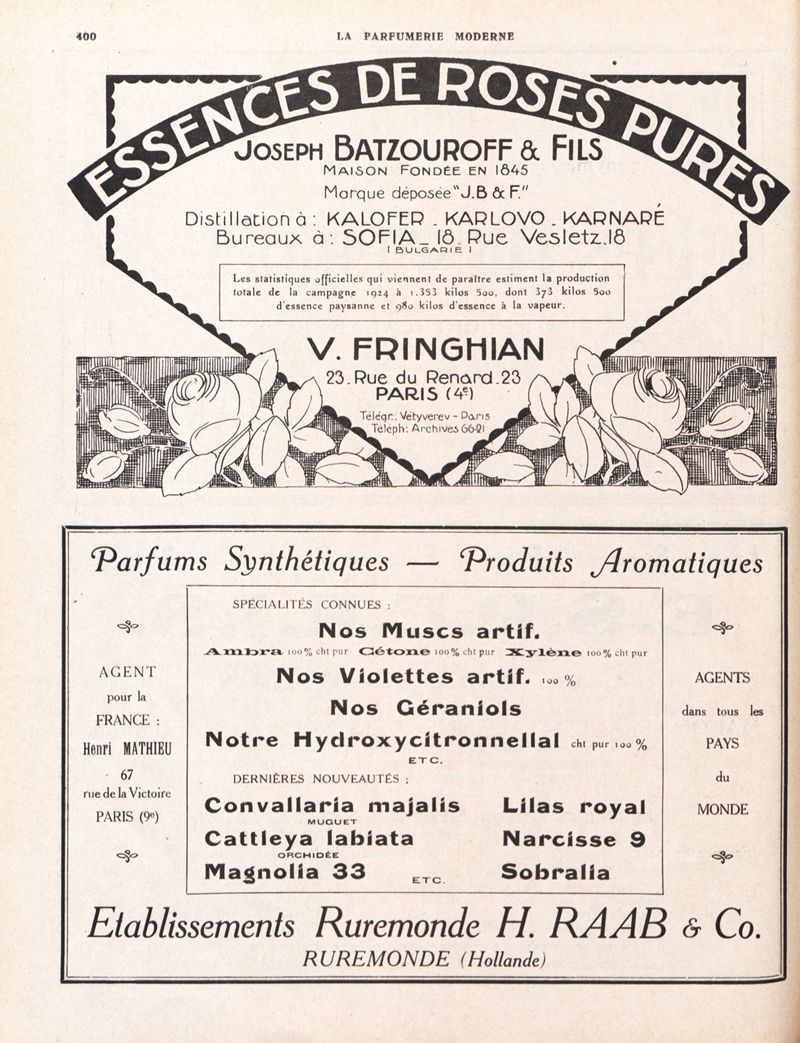 400
LA PARFUMERIE MODERNE
ESSENCES DE ROSES PURES
JOSEPH BATZOUROFF & FILS
MAISON FONDÉE EN 1845
Marque déposée "J.B & F."
Distillation à : KALOFER _ KARLOVO _ KARNARÉ
Bureaux à : SOFIA _ 18_ Rue Vesletz.18
( BULGARIE )
Les statistiques officielles qui viennent de paraître estiment la production
totale de la campagne 1924 à 1.353 kilos 500, dont 373 kilos 500
d'essence paysanne et 980 kilos d'essence à la vapeur.
V. FRINGHIAN
23_Rue du Renard_23
PARIS (4e)
Télégr.: Vétyverev - Paris
Téléph: Archives 66-21
Parfums Synthétiques — Produits Aromatiques
SPÉCIALITÉS CONNUES :
Nos Muscs artif.
Ambra 100 % cht pur Cétone 100 % cht pur Xylène 100 % cht pur
Nos Violettes artif. 100 %
Nos Géraniols
Notre Hydroxycitronnellal cht pur 100 %
ETC.
DERNIÈRES NOUVEAUTÉS :
Convallaria majalis Lilas royal
MUGUET
Cattleya labiata Narcisse 9
ORCHIDÉE
Magnolia 33 ETC. Sobralia
AGENT
pour la
FRANCE :
Henri MATHIEU
67
rue de la Victoire
PARIS (9e)
AGENTS
dans tous les
PAYS
du
MONDE
Etablissements Ruremonde H. RAAB & Co.
RUREMONDE (Hollande)